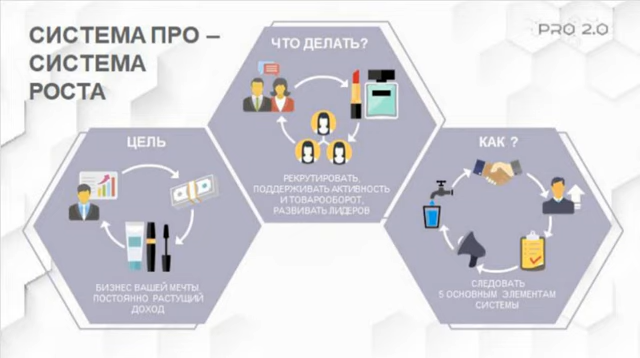 СИСТЕМА ПРО –
СИСТЕМА
РОСТА
PRO 2.0
ЧТО ДЕЛАТЬ?
РЕКРУТИРОВАТЬ,
ПОДДЕРЖИВАТЬ АКТИВНОСТЬ
И ТОВАРООБОРОТ,
РАЗВИВАТЬ ЛИДЕРОВ
ЦЕЛЬ
БИЗНЕС ВАШЕЙ МЕЧТЫ
ПОСТОЯННО РАСТУЩИЙ
ДОХОД
КАК ?
СЛЕДОВАТЬ
5 ОСНОВНЫМ ЭЛЕМЕНТАМ
СИСТЕМЫ